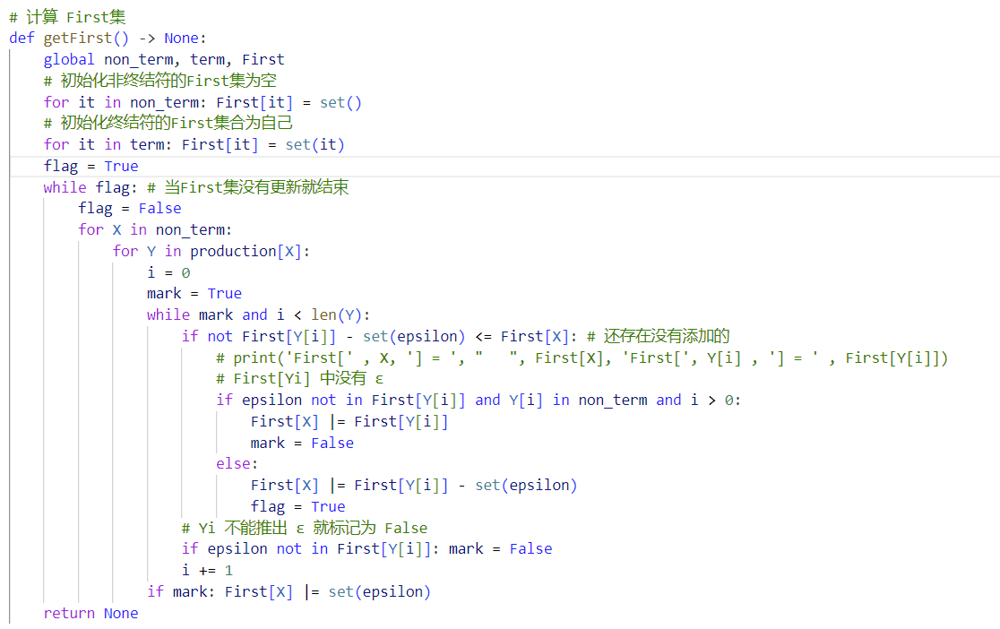 # 计算 First集
def getFirst() -> None:
    global non_term, term, First
    # 初始化非终结符的First集为空
    for it in non_term: First[it] = set()
    # 初始化终结符的First集合为自己
    for it in term: First[it] = set(it)
    flag = True
    while flag: # 当First集没有更新就结束
        flag = False
        for X in non_term:
            for Y in production[X]:
                i = 0
                mark = True
                while mark and i < len(Y):
                    if not First[Y[i]] - set(epsilon) <= First[X]: # 还存在没有添加的
                        # print('First[' , X, '] = ', "   ", First[X], 'First[', Y[i] , '] = ' , First[Y[i]])
                        # First[Yi] 中没有 ε
                        if epsilon not in First[Y[i]] and Y[i] in non_term and i > 0:
                            First[X] |= First[Y[i]]
                            mark = False
                        else:
                            First[X] |= First[Y[i]] - set(epsilon)
                            flag = True
                    # Yi 不能推出 ε 就标记为 False
                    if epsilon not in First[Y[i]]: mark = False
                    i += 1
                if mark: First[X] |= set(epsilon)
    return None